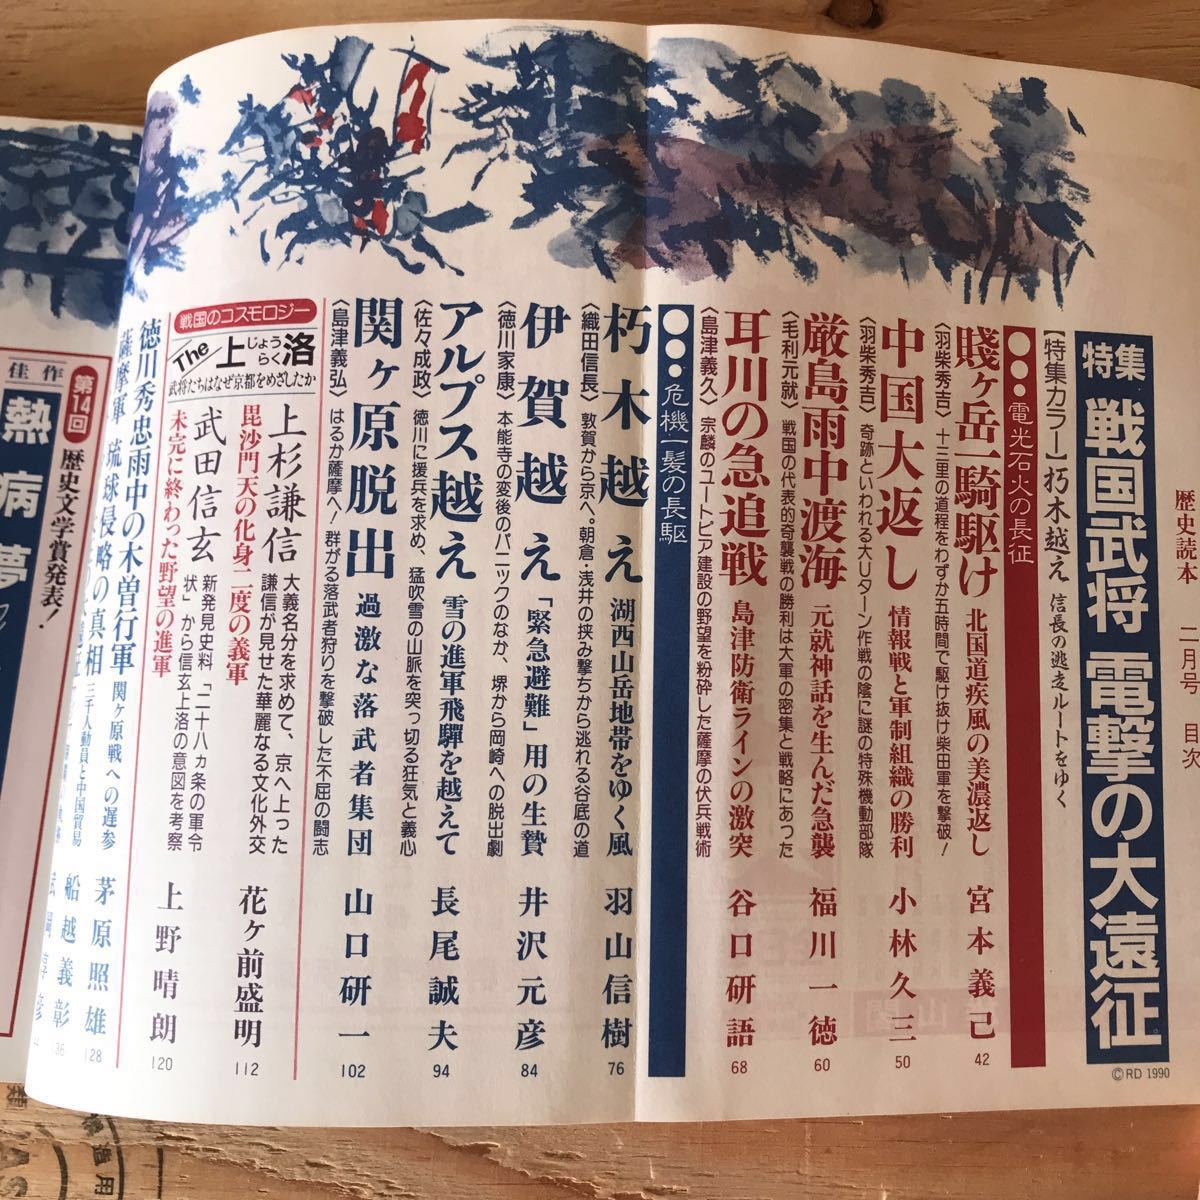 歴史読本 二月号 目次
特集 戦国武将 電撃の大遠征
©RD 1990
【特集カラー】朽木越え 信長の逃走ルートをゆく
電光石火の長征
賤ヶ岳一騎駆け 北国道疾風の美濃返し 宮本義己 42
〈羽柴秀吉〉十三里の道程をわずか五時間で駆け抜け柴田軍を撃破!
中国大返し 情報戦と軍制組織の勝利 小林久三 50
〈羽柴秀吉〉奇跡といわれる大Uターン作戦の陰に謎の特殊機動部隊
厳島雨中渡海 元就神話を生んだ急襲 福川一徳 60
〈毛利元就〉戦国の代表的奇襲戦の勝利は大軍の密集と戦略にあった
耳川の急追戦 島津防衛ラインの激突 谷口研語 68
〈島津義久〉宗麟のユートピア建設の野望を粉砕した薩摩の伏兵戦術
危機一髪の長駆
朽木越え 湖西山岳地帯をゆく風 羽山信樹 76
〈織田信長〉敦賀から京へ。朝倉・浅井の挟み撃ちから逃れる谷底の道
伊賀越え 「緊急避難」用の生贄 井沢元彦 84
〈徳川家康〉本能寺の変後のパニックのなか、堺から岡崎への脱出劇
アルプス越え 雪の進軍飛騨を越えて 長尾誠夫 94
〈佐々成政〉徳川に援兵を求め、猛吹雪の山脈を突っ切る狂気と義心
関ヶ原脱出 過激な落武者集団 山口研一 102
〈島津義弘〉はるか薩摩へ!群がる落武者狩りを撃破した不屈の闘志
戦国のコスモロジー
The 上洛
じょうらく
武将たちはなぜ京都をめざしたか
上杉謙信 大義名分を求めて、京へ上った謙信が見せた華麗なる文化外交
毘沙門天の化身二度の義軍 花ヶ前盛明 112
武田信玄 新発見史料「二十八ヵ条の軍令状」から信玄上洛の意図を考察
未完に終わった野望の進軍 上野晴朗 120
徳川秀忠雨中の木曽行軍 関ヶ原戦への遅参 茅原照雄 128
薩摩軍 琉球侵略の真相 三千人動員と中国貿易 船越義彰 136
第14回
歴史文学賞発表!
佳作
熱病夢